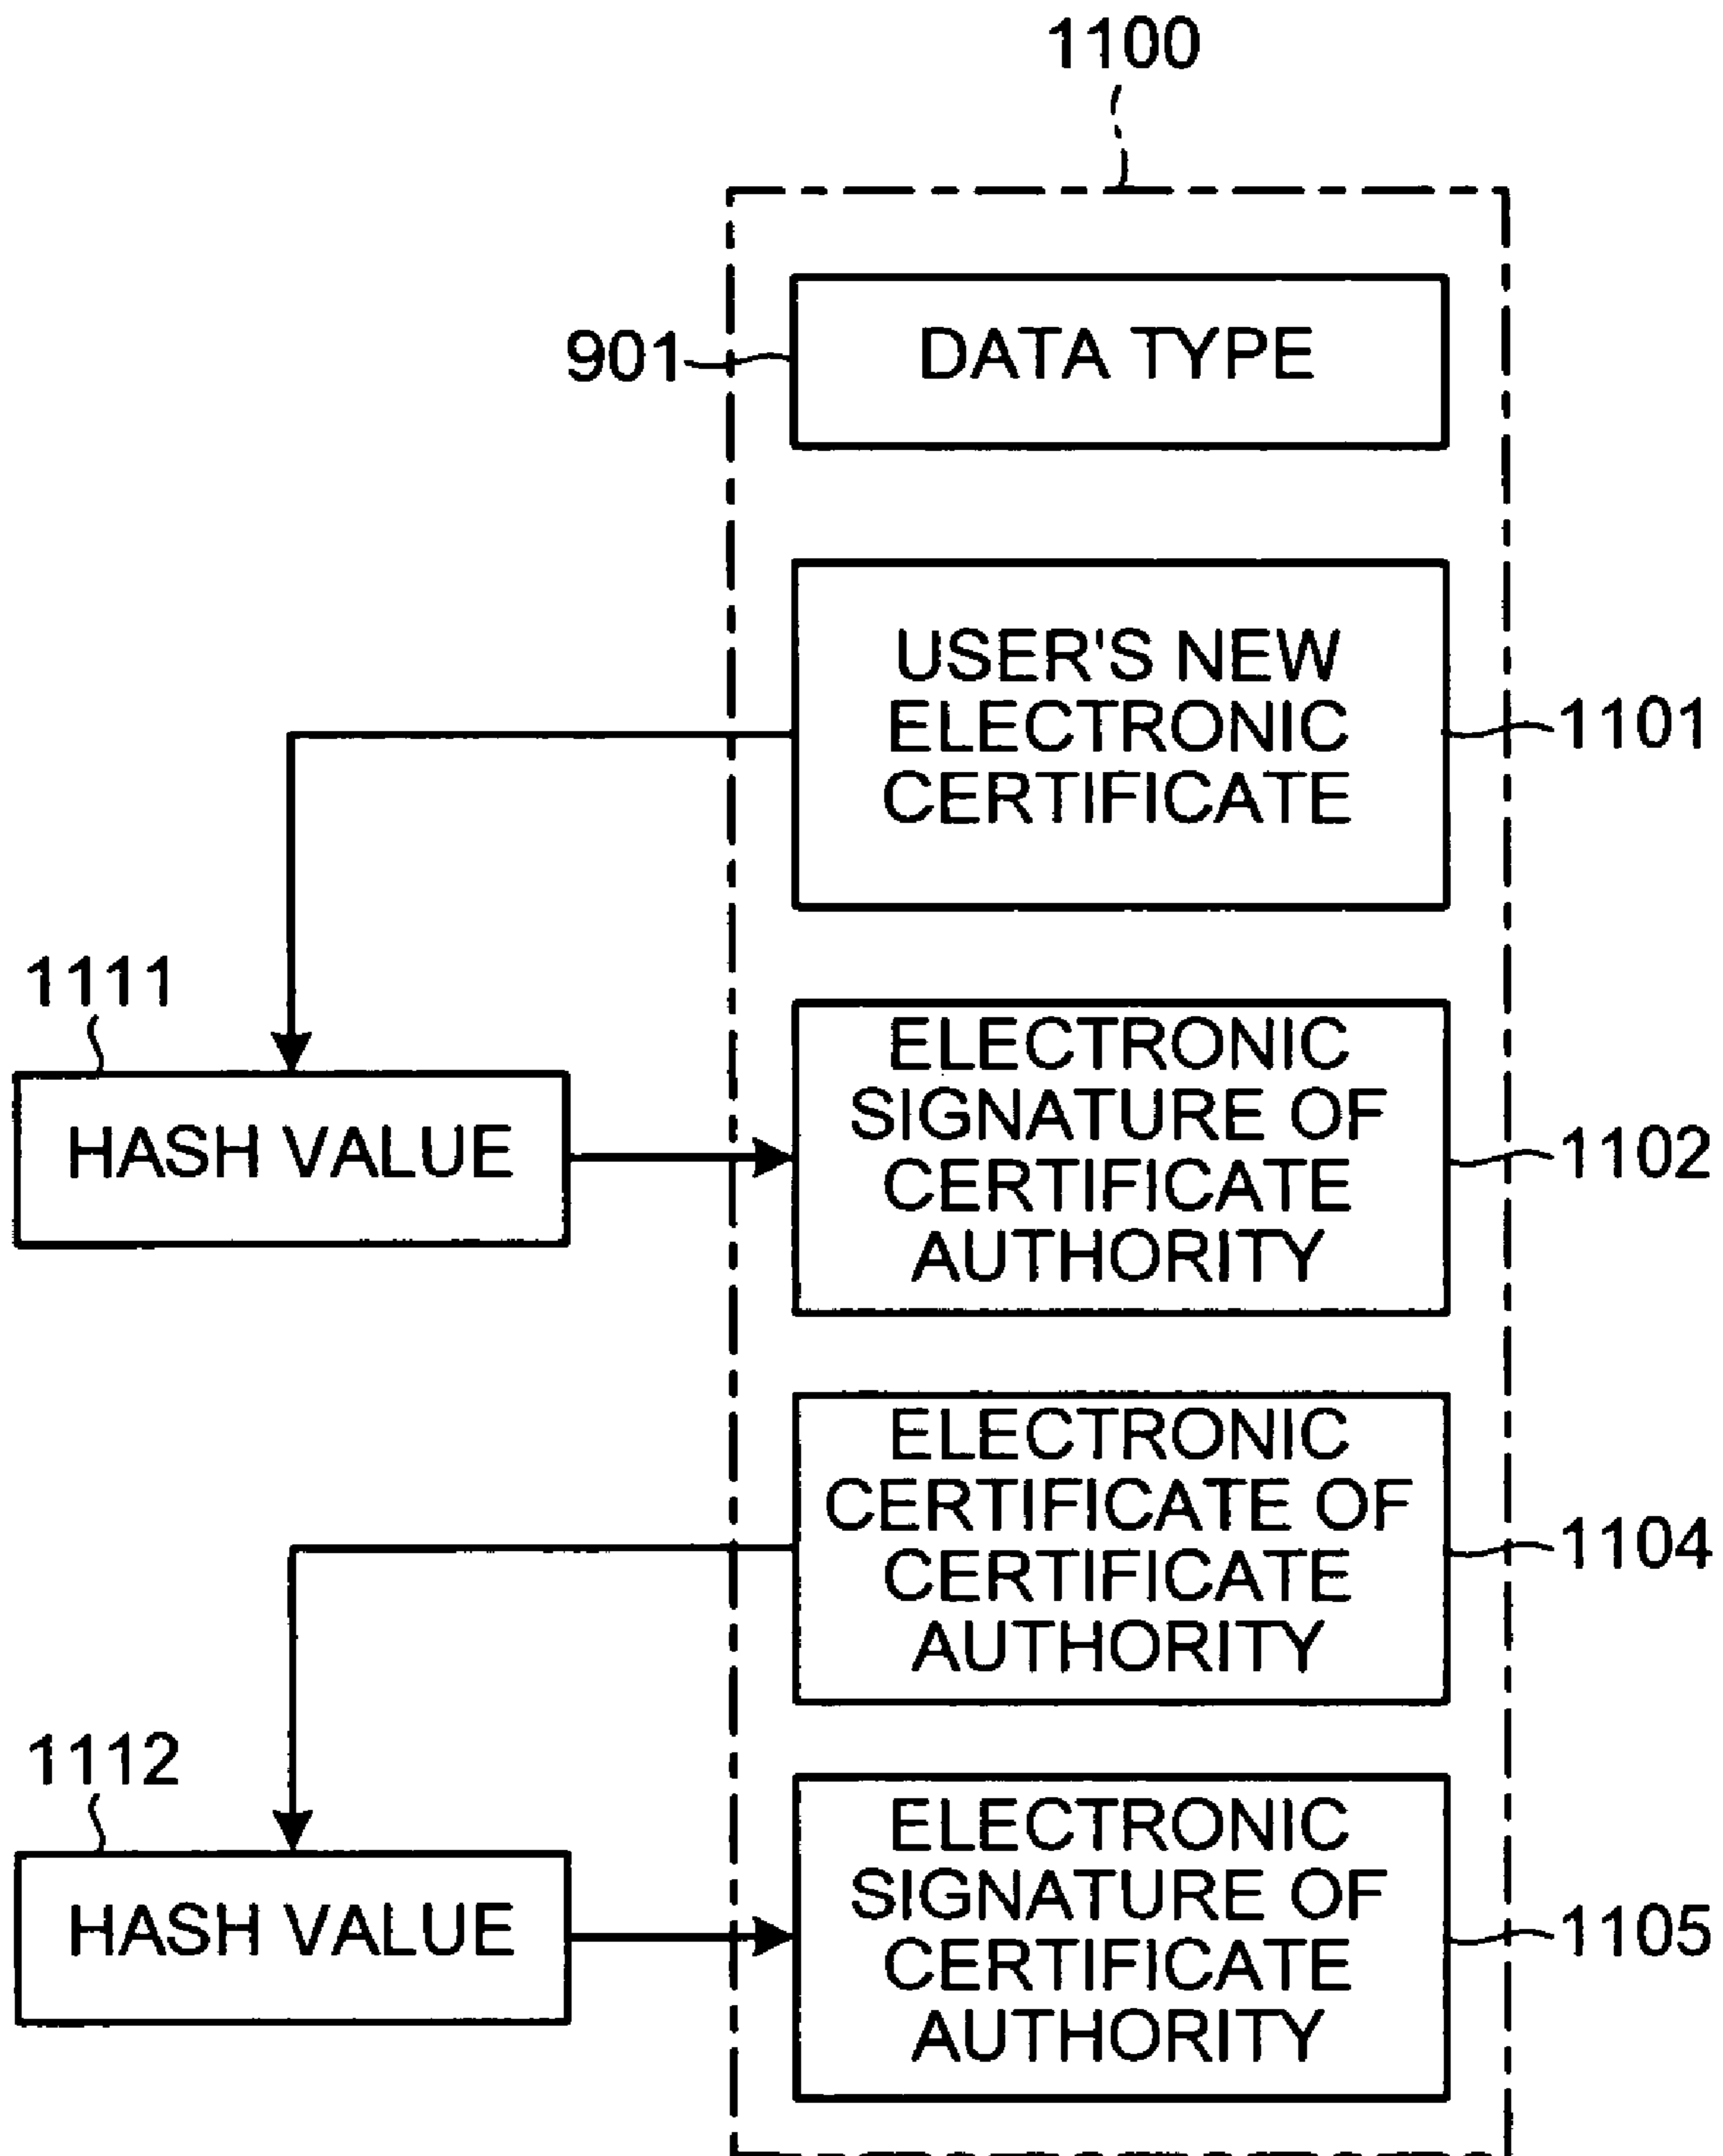 1100
901
DATA TYPE
USER'S NEW
ELECTRONIC
CERTIFICATE
1101
1111
HASH VALUE
ELECTRONIC
SIGNATURE OF
CERTIFICATE
AUTHORITY
1102
ELECTRONIC
CERTIFICATE OF
CERTIFICATE
AUTHORITY
1104
1112
HASH VALUE
ELECTRONIC
SIGNATURE OF
CERTIFICATE
AUTHORITY
1105